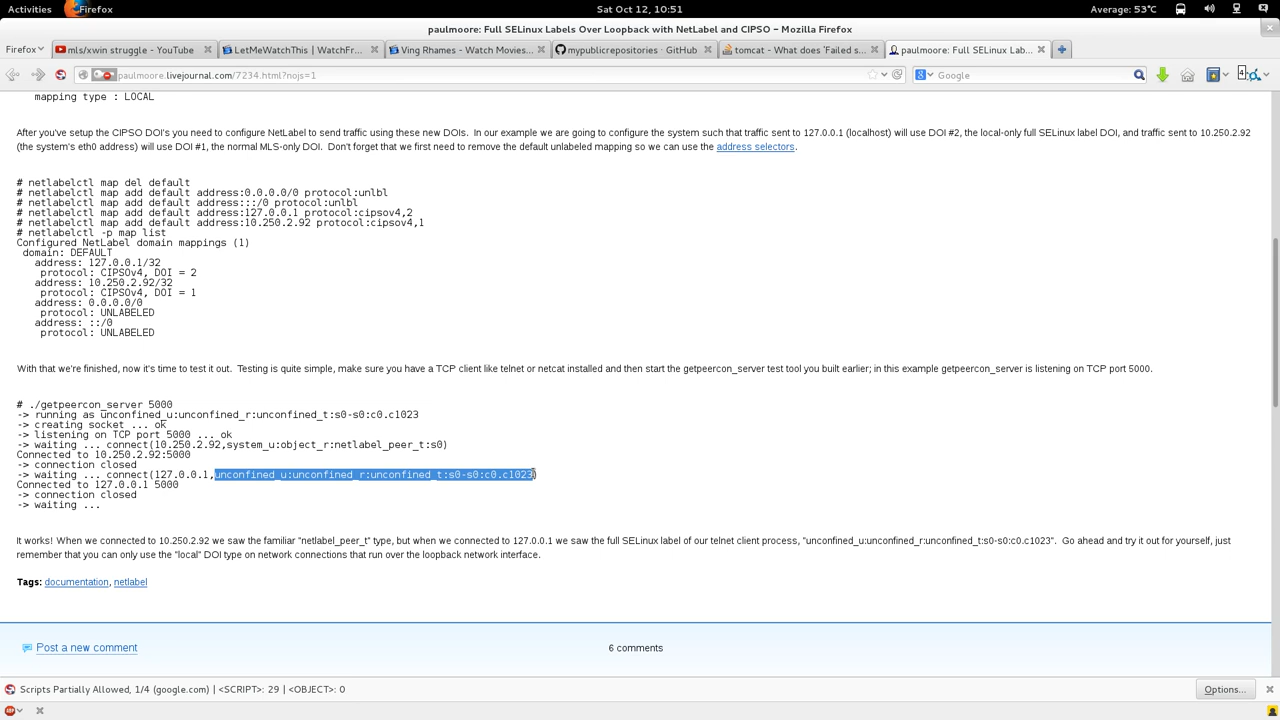 Activities Firefox Sat Oct 12, 10:51 Average: 53°C
paulmoore: Full SELinux Labels Over Loopback with NetLabel and CIPSO - Mozilla Firefox
Firefox mls/xwin struggle - YouTube LetMeWatchThis | WatchFr... Ving Rhames - Watch Movies... mypublicrepositories · GitHub tomcat - What does 'Failed s... paulmoore: Full SELinux Lab...
paulmoore.livejournal.com/7234.html?nojs=1 Google 4
mapping type : LOCAL
After you've setup the CIPSO DOI's you need to configure NetLabel to send traffic using these new DOIs. In our example we are going to configure the system such that traffic sent to 127.0.0.1 (localhost) will use DOI #2, the local-only full SELinux label DOI, and traffic sent to 10.250.2.92
(the system's eth0 address) will use DOI #1, the normal MLS-only DOI. Don't forget that we first need to remove the default unlabeled mapping so we can use the address selectors.
# netlabelctl map del default
# netlabelctl map add default address:0.0.0.0/0 protocol:unlbl
# netlabelctl map add default address:::/0 protocol:unlbl
# netlabelctl map add default address:127.0.0.1 protocol:cipsov4,2
# netlabelctl map add default address:10.250.2.92 protocol:cipsov4,1
# netlabelctl -p map list
Configured NetLabel domain mappings (1)
domain: DEFAULT
address: 127.0.0.1/32
protocol: CIPSOv4, DOI = 2
address: 10.250.2.92/32
protocol: CIPSOv4, DOI = 1
address: 0.0.0.0/0
protocol: UNLABELED
address: ::/0
protocol: UNLABELED
With that we're finished, now it's time to test it out. Testing is quite simple, make sure you have a TCP client like telnet or netcat installed and then start the getpeercon_server test tool you built earlier; in this example getpeercon_server is listening on TCP port 5000.
# ./getpeercon_server 5000
-> running as unconfined_u:unconfined_r:unconfined_t:s0-s0:c0.c1023
-> creating socket ... ok
-> listening on TCP port 5000 ... ok
-> waiting ... connect(10.250.2.92,system_u:object_r:netlabel_peer_t:s0)
Connected to 10.250.2.92:5000
-> connection closed
-> waiting ... connect(127.0.0.1,unconfined_u:unconfined_r:unconfined_t:s0-s0:c0.c1023)
Connected to 127.0.0.1 5000
-> connection closed
-> waiting ...
It works! When we connected to 10.250.2.92 we saw the familiar "netlabel_peer_t" type, but when we connected to 127.0.0.1 we saw the full SELinux label of our telnet client process, "unconfined_u:unconfined_r:unconfined_t:s0-s0:c0.c1023". Go ahead and try it out for yourself, just
remember that you can only use the "local" DOI type on network connections that run over the loopback network interface.
Tags: documentation, netlabel
Post a new comment 6 comments
Scripts Partially Allowed, 1/4 (google.com) | <SCRIPT>: 29 | <OBJECT>: 0 Options...